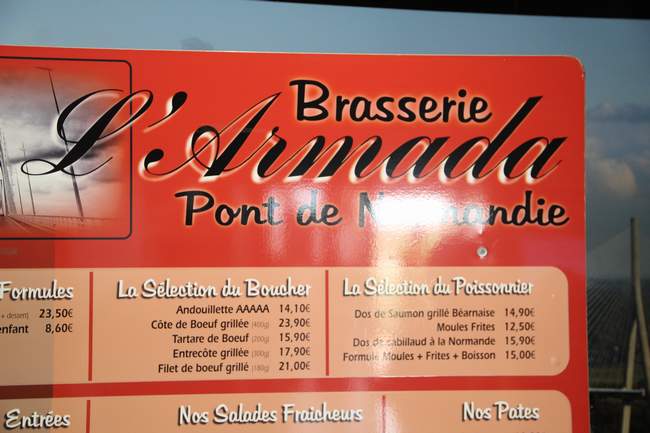 Brasserie
L'Armada
Pont de Normandie
Formules
+ dessert) 23,50€
enfant 8,60€
La Sélection du Boucher
Andouillette AAAAA 14,10€
Côte de Boeuf grillée (400g) 23,90€
Tartare de Boeuf (200g) 15,90€
Entrecôte grillée (300g) 17,90€
Filet de boeuf grillé (180g) 21,00€
La Sélection du Poissonnier
Dos de Saumon grillé Béarnaise 14,90€
Moules Frites 12,50€
Dos de cabillaud à la Normande 15,90€
Formule Moules + Frites + Boisson 15,00€
Entrées
Nos Salades Fraicheurs
Nos Pates